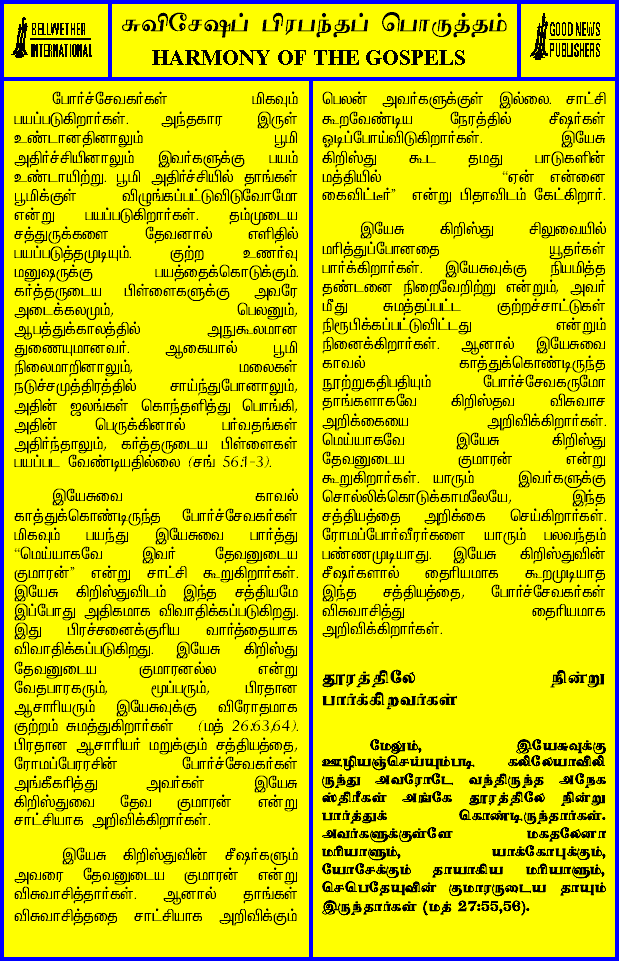 BELLWETHER
INTERNATIONAL
சுவிசேஷப் பிரபந்தப் பொருத்தம்
HARMONY OF THE GOSPELS
GOOD NEWS
PUBLISHERS
போர்ச்சேவகர்கள் மிகவும்
பயப்படுகிறார்கள். அந்தகார இருள்
உண்டானதினாலும் பூமி
அதிர்ச்சியினாலும் இவர்களுக்கு பயம்
உண்டாயிற்று. பூமி அதிர்ச்சியில் தாங்கள்
பூமிக்குள் விழுங்கப்பட்டுவிடுவோமோ
என்று பயப்படுகிறார்கள். தம்முடைய
சத்துருக்களை தேவனால் எளிதில்
பயப்படுத்தமுடியும். குற்ற உணர்வு
மனுஷருக்கு பயத்தைக்கொடுக்கும்.
கர்த்தருடைய பிள்ளைகளுக்கு அவரே
அடைக்கலமும், பெலனும்,
ஆபத்துக்காலத்தில் அநுகூலமான
துணையுமானவர். ஆகையால் பூமி
நிலைமாறினாலும், மலைகள்
நடுச்சமுத்திரத்தில் சாய்ந்துபோனாலும்,
அதின் ஜலங்கள் கொந்தளித்து பொங்கி,
அதின் பெருக்கினால் பர்வதங்கள்
அதிர்ந்தாலும், கர்த்தருடைய பிள்ளைகள்
பயப்பட வேண்டியதில்லை (சங் 56:1-3).
இயேசுவை காவல்
காத்துக்கொண்டிருந்த போர்ச்சேவகர்கள்
மிகவும் பயந்து இயேசுவை பார்த்து
“மெய்யாகவே இவர் தேவனுடைய
குமாரன்” என்று சாட்சி கூறுகிறார்கள்.
இயேசு கிறிஸ்துவிடம் இந்த சத்தியமே
இப்போது அதிகமாக விவாதிக்கப்படுகிறது.
இது பிரச்சனைக்குரிய வார்த்தையாக
விவாதிக்கப்படுகிறது. இயேசு கிறிஸ்து
தேவனுடைய குமாரனல்ல என்று
வேதபாரகரும், மூப்பரும், பிரதான
ஆசாரியரும் இயேசுவுக்கு விரோதமாக
குற்றம் சுமத்துகிறார்கள் (மத் 26:63,64).
பிரதான ஆசாரியர் மறுக்கும் சத்தியத்தை,
ரோமப்பேரரசின் போர்ச்சேவகர்கள்
அங்கீகரித்து அவர்கள் இயேசு
கிறிஸ்துவை தேவ குமாரன் என்று
சாட்சியாக அறிவிக்கிறார்கள்.
இயேசு கிறிஸ்துவின் சீஷர்களும்
அவரை தேவனுடைய குமாரன் என்று
விசுவாசித்தார்கள். ஆனால் தாங்கள்
விசுவாசித்ததை சாட்சியாக அறிவிக்கும்
பெலன் அவர்களுக்குள் இல்லை. சாட்சி
கூறவேண்டிய நேரத்தில் சீஷர்கள்
ஓடிப்போய்விடுகிறார்கள். இயேசு
கிறிஸ்து கூட தமது பாடுகளின்
மத்தியில் “ஏன் என்னை
கைவிட்டீர்” என்று பிதாவிடம் கேட்கிறார்.
இயேசு கிறிஸ்து சிலுவையில்
மரித்துப்போனதை யூதர்கள்
பார்க்கிறார்கள். இயேசுவுக்கு நியமித்த
தண்டனை நிறைவேறிற்று என்றும், அவர்
மீது சுமத்தப்பட்ட குற்றச்சாட்டுகள்
நிரூபிக்கப்பட்டுவிட்டது என்றும்
நினைக்கிறார்கள். ஆனால் இயேசுவை
காவல் காத்துக்கொண்டிருந்த
நூற்றுக்கதிபதியும் போர்ச்சேவகருமோ
தாங்களாகவே கிறிஸ்தவ விசுவாச
அறிக்கையை அறிவிக்கிறார்கள்.
மெய்யாகவே இயேசு கிறிஸ்து
தேவனுடைய குமாரன் என்று
கூறுகிறார்கள். யாரும் இவர்களுக்கு
சொல்லிக்கொடுக்காமலேயே, இந்த
சத்தியத்தை அறிக்கை செய்கிறார்கள்.
ரோமப்போர்வீரர்களை யாரும் பலவந்தம்
பண்ணமுடியாது. இயேசு கிறிஸ்துவின்
சீஷர்களால் தைரியமாக கூறமுடியாத
இந்த சத்தியத்தை, போர்ச்சேவகர்கள்
விசுவாசித்து தைரியமாக
அறிவிக்கிறார்கள்.
தூரத்திலே நின்று
பார்க்கிறவர்கள்
மேலும், இயேசுவுக்கு
ஊழியஞ்செய்யும்படி கலிலேயாவிலி
ருந்து அவரோடே வந்திருந்த அநேக
ஸ்திரீகள் அங்கே தூரத்திலே நின்று
பார்த்துக் கொண்டிருந்தார்கள்.
அவர்களுக்குள்ளே மகதலேனா
மரியாளும், யாக்கோபுக்கும்,
யோசேக்கும் தாயாகிய மரியாளும்,
செபெதேயுவின் குமாரருடைய தாயும்
இருந்தார்கள் (மத் 27:55,56).